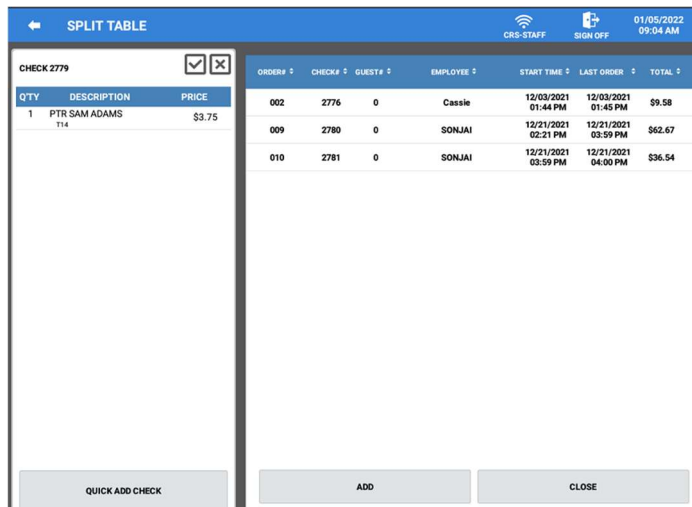 SPLIT TABLE
CRS-STAFF
SIGN OFF
01/05/2022
09:04 AM
CHECK 2779
Q'TY DESCRIPTION PRICE
1 PTR SAM ADAMS $3.75
T14
QUICK ADD CHECK
ORDER# CHECK# GUEST# EMPLOYEE START TIME LAST ORDER TOTAL
002 2776 0 Cassie 12/03/2021 01:44 PM 12/03/2021 01:45 PM $9.58
009 2780 0 SONJAI 12/21/2021 02:21 PM 12/21/2021 03:59 PM $62.67
010 2781 0 SONJAI 12/21/2021 03:59 PM 12/21/2021 04:00 PM $36.54
ADD CLOSE